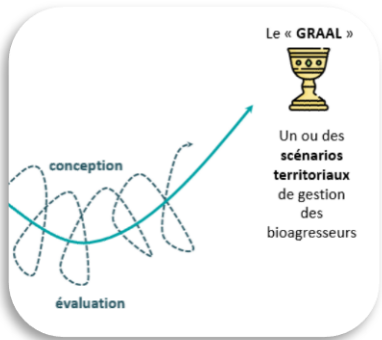 Le « GRAAL »
Un ou des
scénarios
territoriaux
de gestion
des
bioagresseurs
conception
évaluation